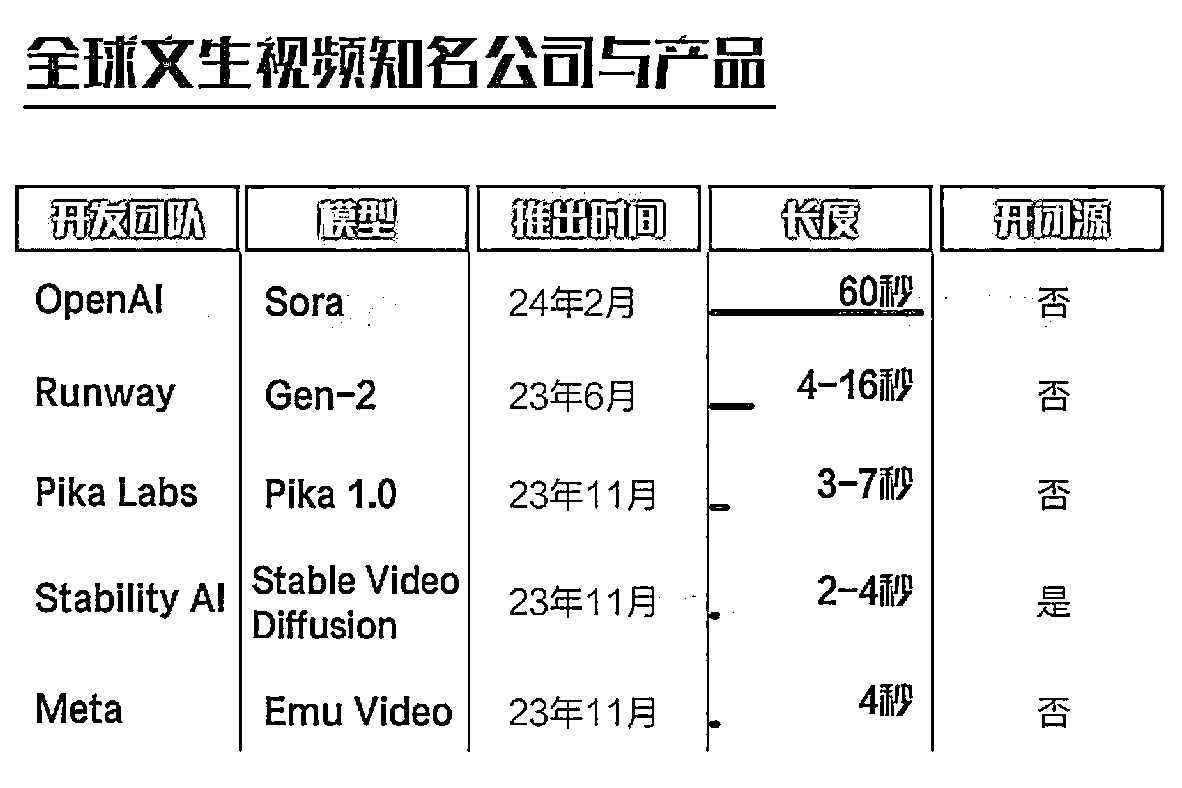 全球文生视频知名公司与产品
开发团队 模型 推出时间 长度 开闭源
OpenAI Sora 24年2月 60秒 否
Runway Gen-2 23年6月 4-16秒 否
Pika Labs Pika 1.0 23年11月 3-7秒 否
Stability AI Stable Video Diffusion 23年11月 2-4秒 是
Meta Emu Video 23年11月 4秒 否